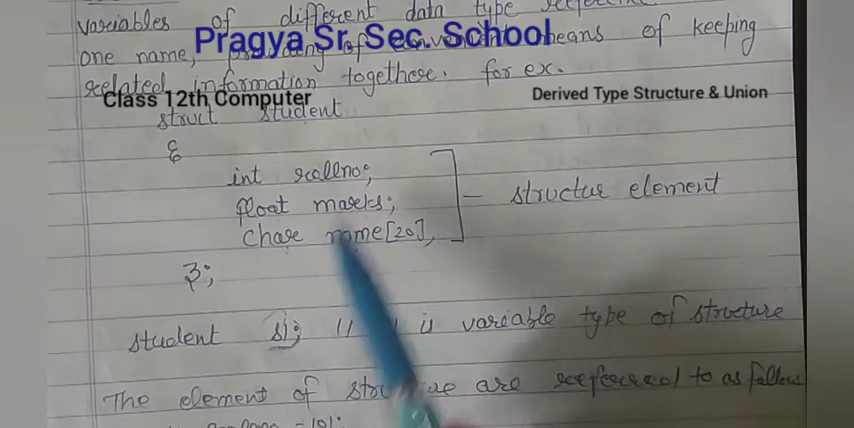 variables of different data type
one name, of means of keeping
Pragya Sr. Sec. School
related information together. for ex.
Class 12th Computer
Derived Type Structure & Union
struct student
{
int rollno;
float marks; - structur element
char name[20],
};
student s1; // is variable type of structure
The element of are referred to as follows